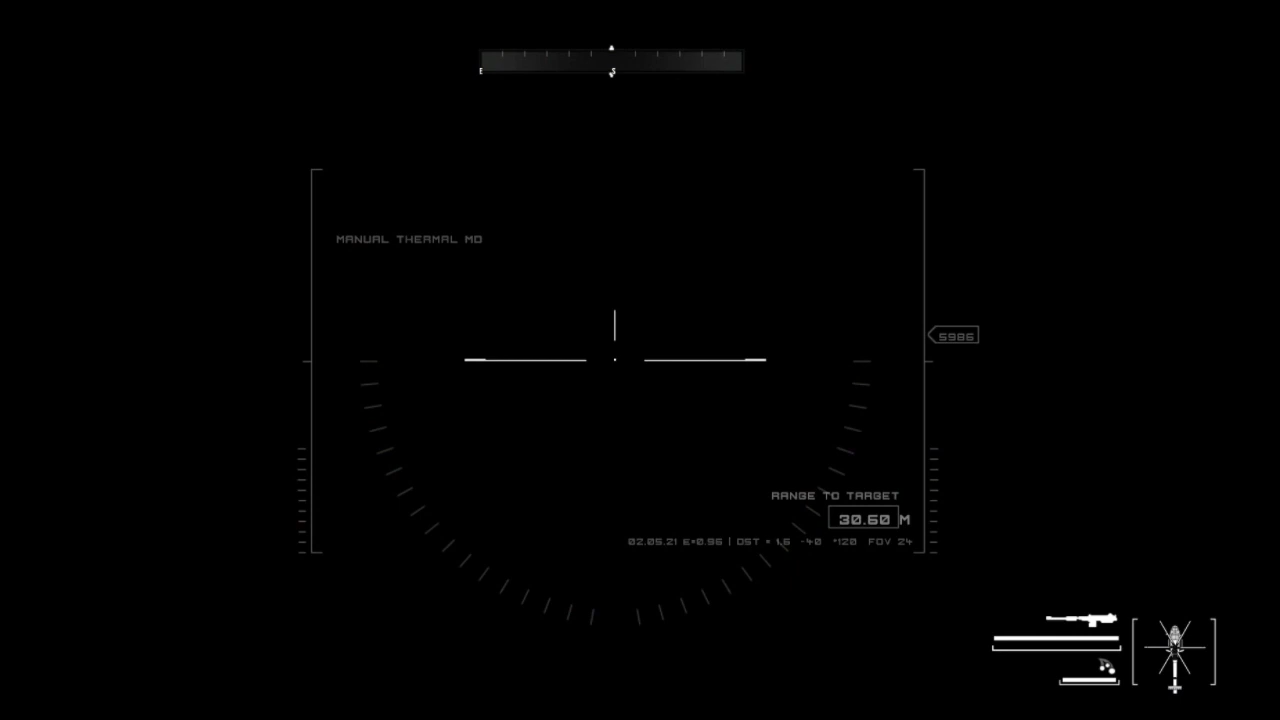 E S
MANUAL THERMAL MO
5986
RANGE TO TARGET
30.60 M
02.05.21 E=0.96 | DST = 1.6 -40 *120 FOV 24